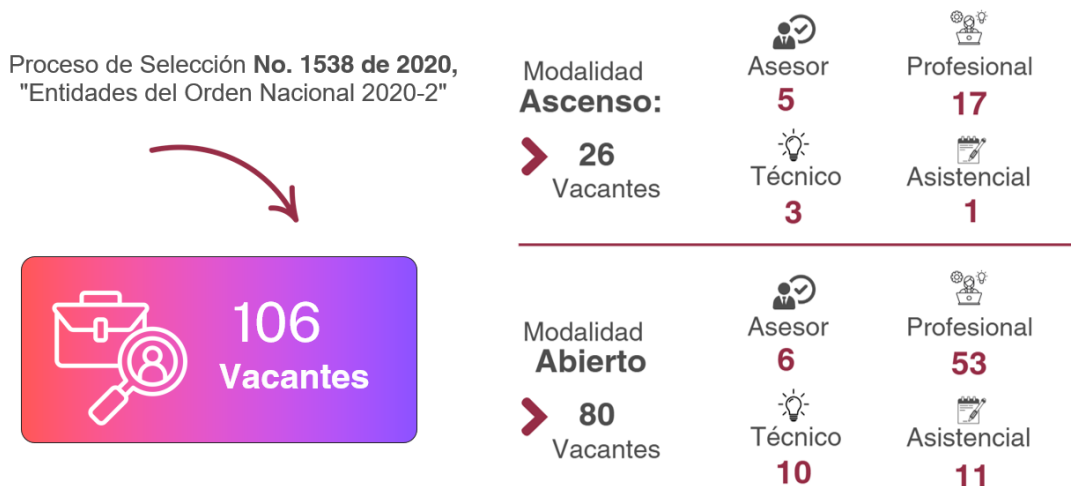 Proceso de Selección No. 1538 de 2020,
"Entidades del Orden Nacional 2020-2"
106
Vacantes
Modalidad
Ascenso:
26
Vacantes
Asesor
5
Profesional
17
Técnico
3
Asistencial
1
Modalidad
Abierto
80
Vacantes
Asesor
6
Profesional
53
Técnico
10
Asistencial
11